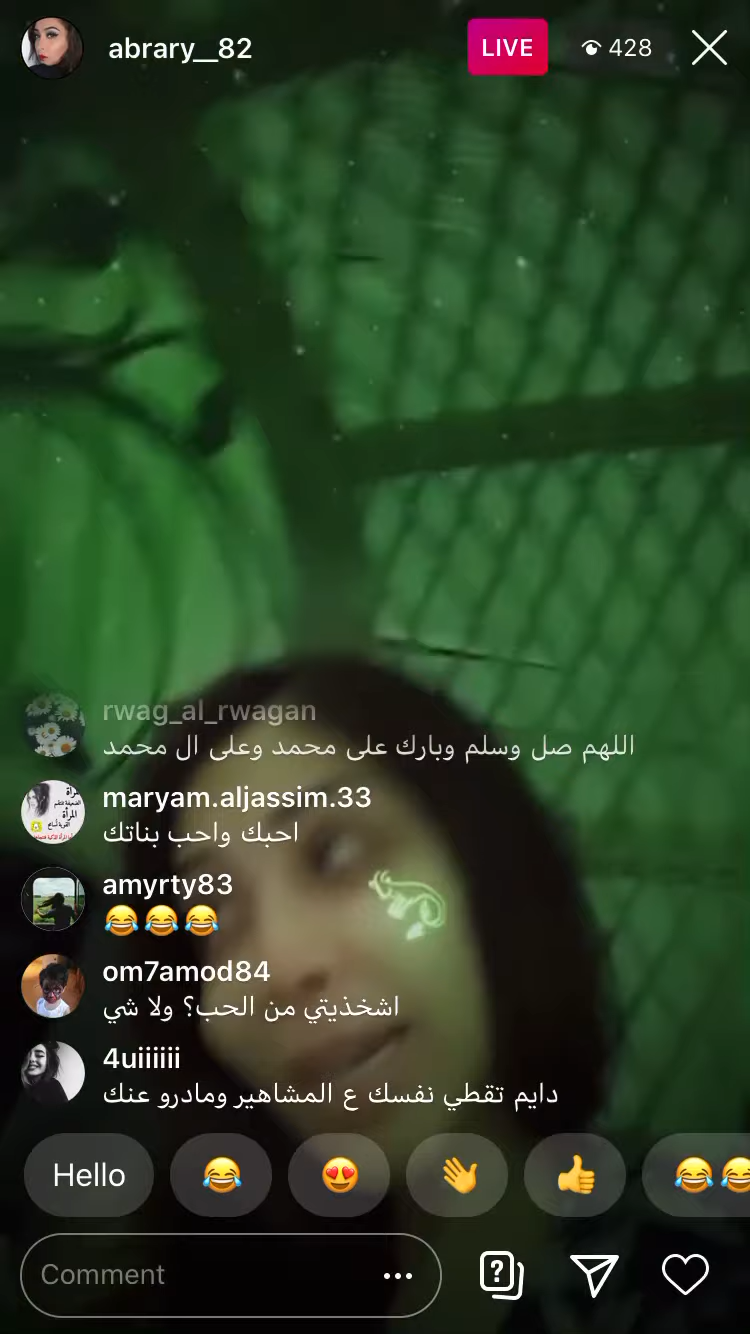 abrary__82
LIVE
428
rwag_al_rwagan
اللهم صل وسلم وبارك على محمد وعلى ال محمد
maryam.aljassim.33
احبك واحب بناتك
amyrty83
😂😂😂
om7amod84
اشخذيتي من الحب؟ ولا شي
4uiiiiii
دايم تقطي نفسك ع المشاهير ومادرو عنك
Hello
Comment